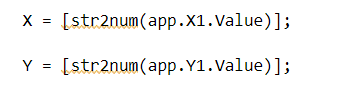 X = [str2num(app.X1.Value)];
Y = [str2num(app.Y1.Value)];